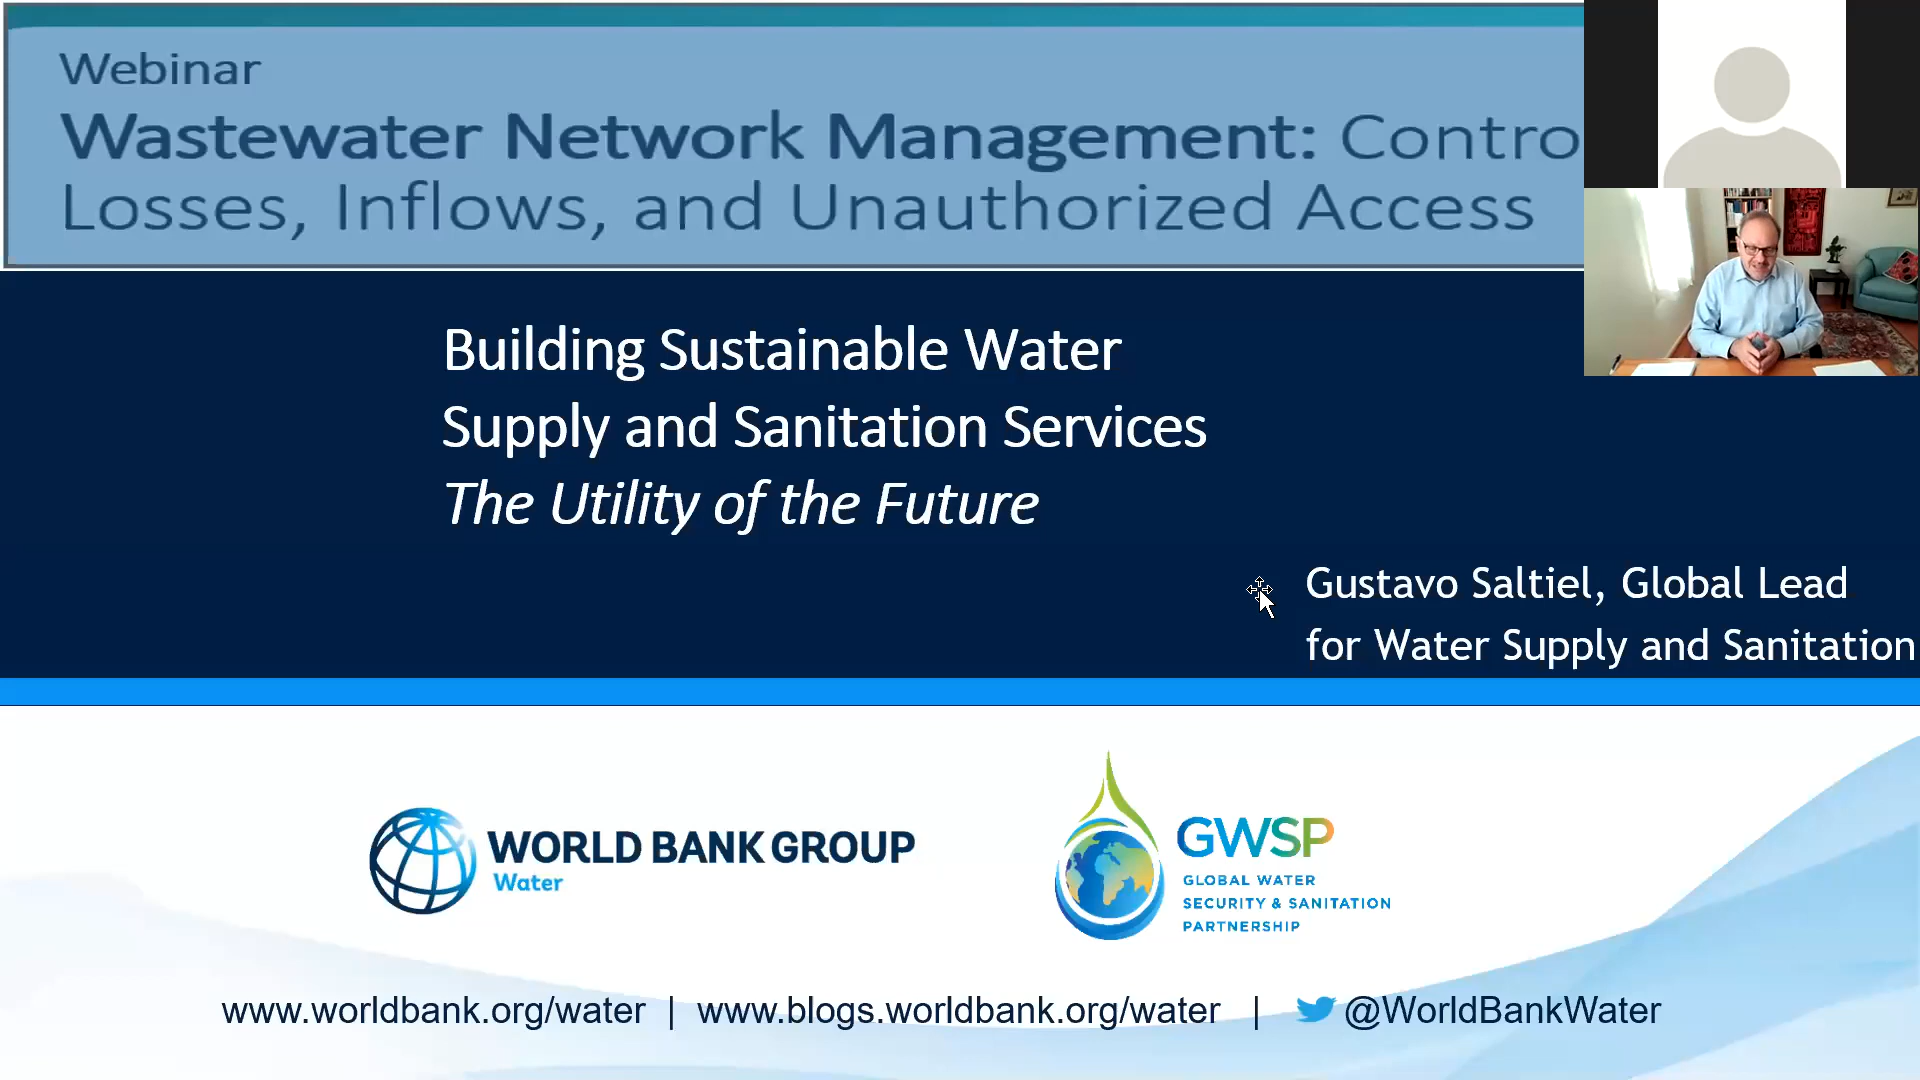 Webinar
Wastewater Network Management: Contro
Losses, Inflows, and Unauthorized Access
Building Sustainable Water
Supply and Sanitation Services
The Utility of the Future
Gustavo Saltiel, Global Lead
for Water Supply and Sanitation
WORLD BANK GROUP
Water
GWSP
GLOBAL WATER
SECURITY & SANITATION
PARTNERSHIP
www.worldbank.org/water | www.blogs.worldbank.org/water | @WorldBankWater